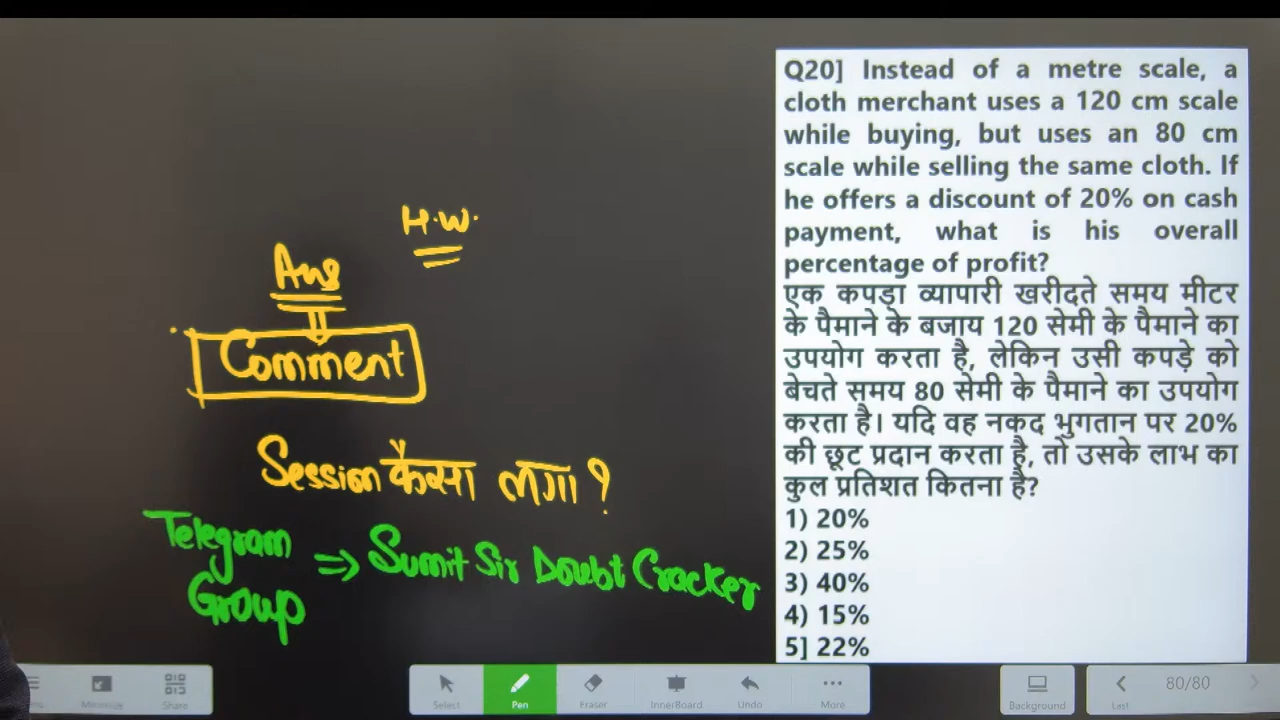 H.W.
Ans
Comment
Session कैसा लगा ?
Telegram
Group
⇒ Sumit Sir Doubt Cracker
Q20] Instead of a metre scale, a
cloth merchant uses a 120 cm scale
while buying, but uses an 80 cm
scale while selling the same cloth. If
he offers a discount of 20% on cash
payment, what is his overall
percentage of profit?
एक कपड़ा व्यापारी खरीदते समय मीटर
के पैमाने के बजाय 120 सेमी के पैमाने का
उपयोग करता है, लेकिन उसी कपड़े को
बेचते समय 80 सेमी के पैमाने का उपयोग
करता है। यदि वह नकद भुगतान पर 20%
की छूट प्रदान करता है, तो उसके लाभ का
कुल प्रतिशत कितना है?
1) 20%
2) 25%
3) 40%
4) 15%
5] 22%
Minimize Share Select Pen Eraser InnerBoard Undo More Background Last 80/80